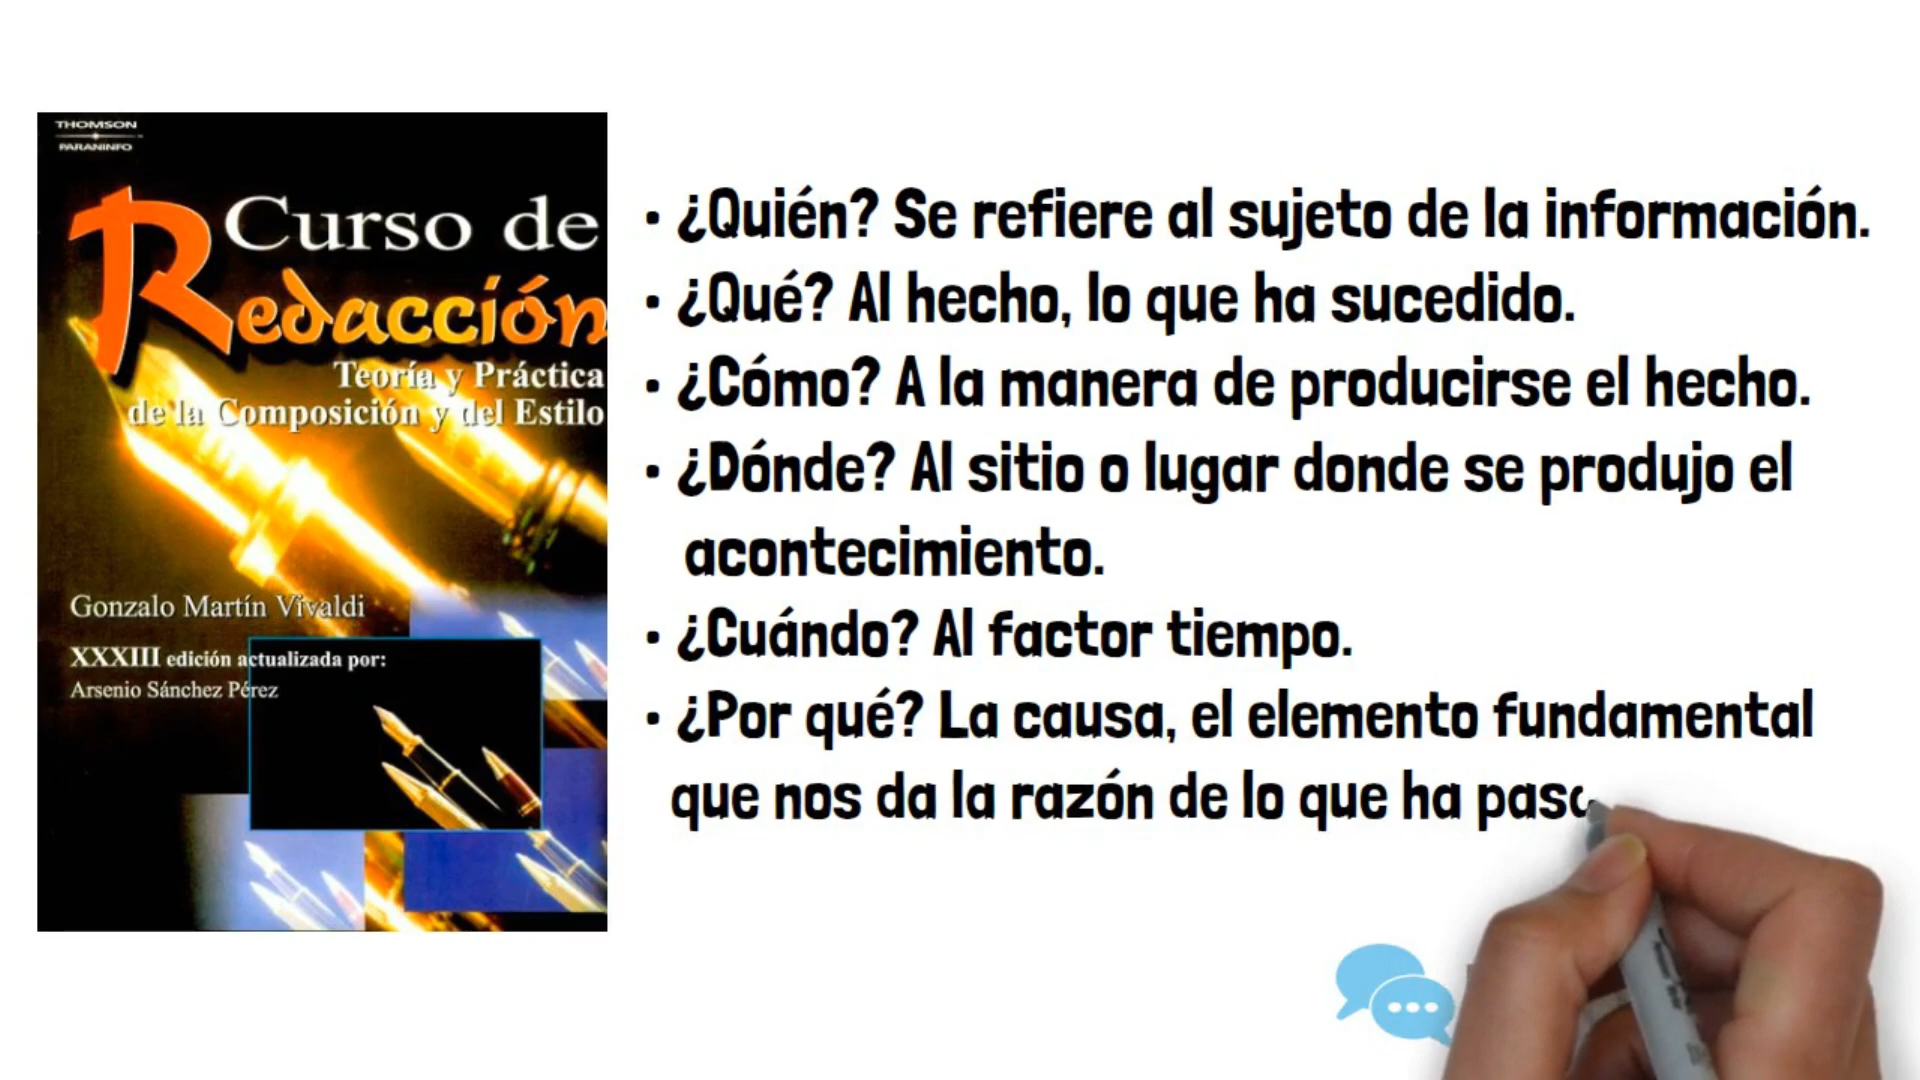 THOMSON
PARANINFO
Curso de
Redacción
Teoría y Práctica
de la Composición y del Estilo
Gonzalo Martín Vivaldi
XXXIII edición actualizada por:
Arsenio Sánchez Pérez
• ¿Quién? Se refiere al sujeto de la información.
• ¿Qué? Al hecho, lo que ha sucedido.
• ¿Cómo? A la manera de producirse el hecho.
• ¿Dónde? Al sitio o lugar donde se produjo el
acontecimiento.
• ¿Cuándo? Al factor tiempo.
• ¿Por qué? La causa, el elemento fundamental
que nos da la razón de lo que ha